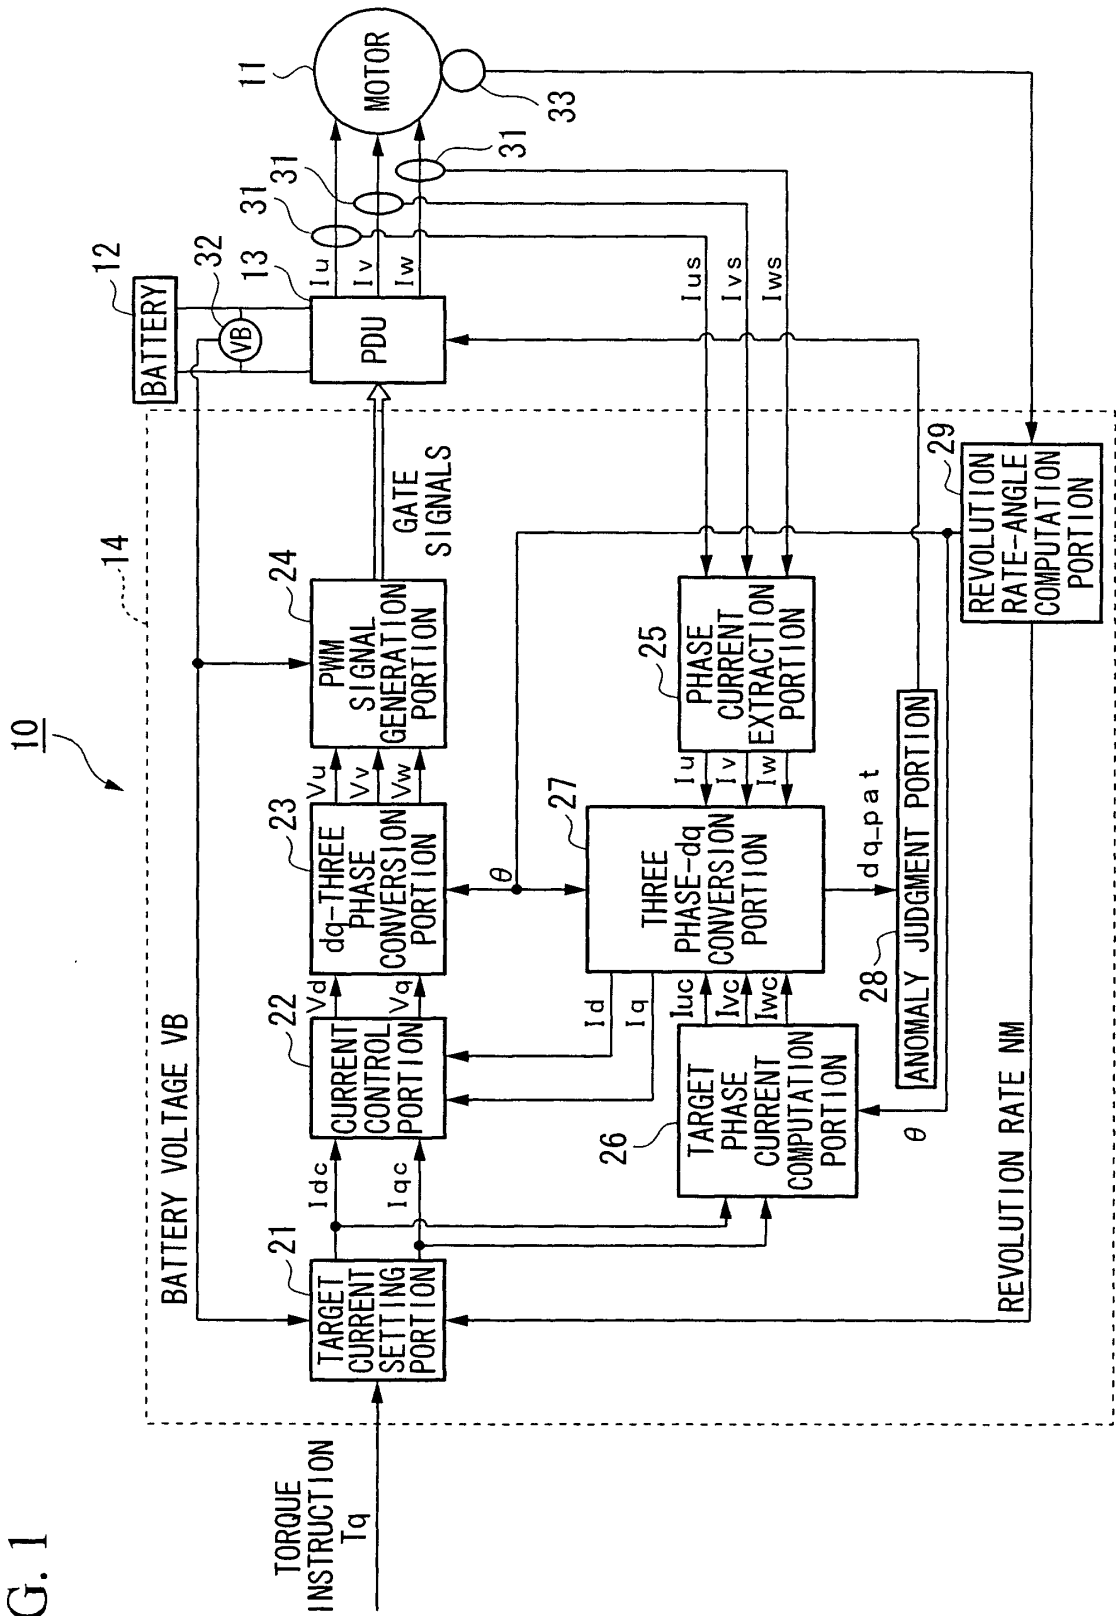 G. 1
10
14
BATTERY
12
VB
32
PDU
13
Iu
Iv
Iw
31
31
31
MOTOR
11
33
BATTERY VOLTAGE VB
TORQUE
INSTRUCTION
Tq
TARGET
CURRENT
SETTING
PORTION
21
Idc
Iqc
CURRENT
CONTROL
PORTION
22
Vd
Vq
dq-THREE
PHASE
CONVERSION
PORTION
23
Vu
Vv
Vw
PWM
SIGNAL
GENERATION
PORTION
24
GATE
SIGNALS
θ
Id
Iq
TARGET
PHASE
CURRENT
COMPUTATION
PORTION
26
Iuc
Ivc
Iwc
THREE
PHASE-dq
CONVERSION
PORTION
27
Iu
Iv
Iw
PHASE
CURRENT
EXTRACTION
PORTION
25
Ius
Ivs
Iws
dq_pat
θ
ANOMALY JUDGMENT PORTION
28
REVOLUTION RATE NM
REVOLUTION
RATE-ANGLE
COMPUTATION
PORTION
29